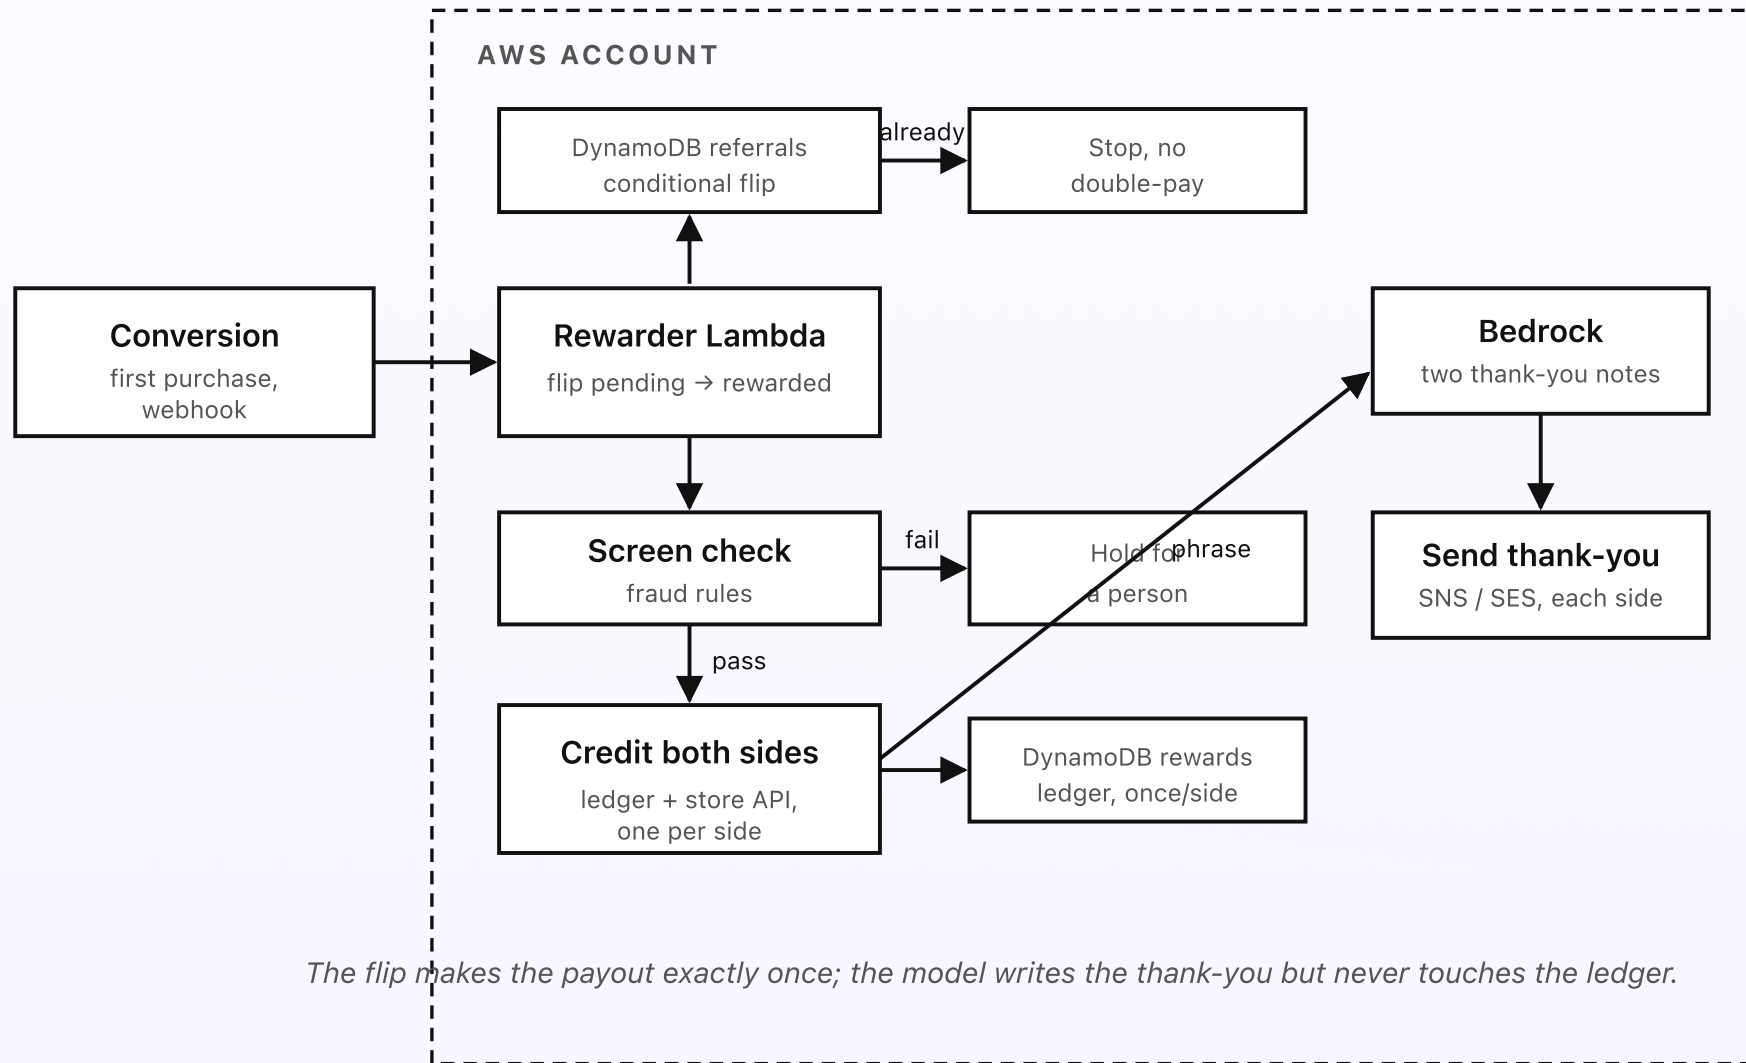 AWS ACCOUNT
DynamoDB referrals
conditional flip
already
Stop, no
double-pay
Conversion
first purchase,
webhook
Rewarder Lambda
flip pending → rewarded
Bedrock
two thank-you notes
Screen check
fraud rules
fail
Hold for
a person
phrase
Send thank-you
SNS / SES, each side
pass
Credit both sides
ledger + store API,
one per side
DynamoDB rewards
ledger, once/side
The flip makes the payout exactly once; the model writes the thank-you but never touches the ledger.